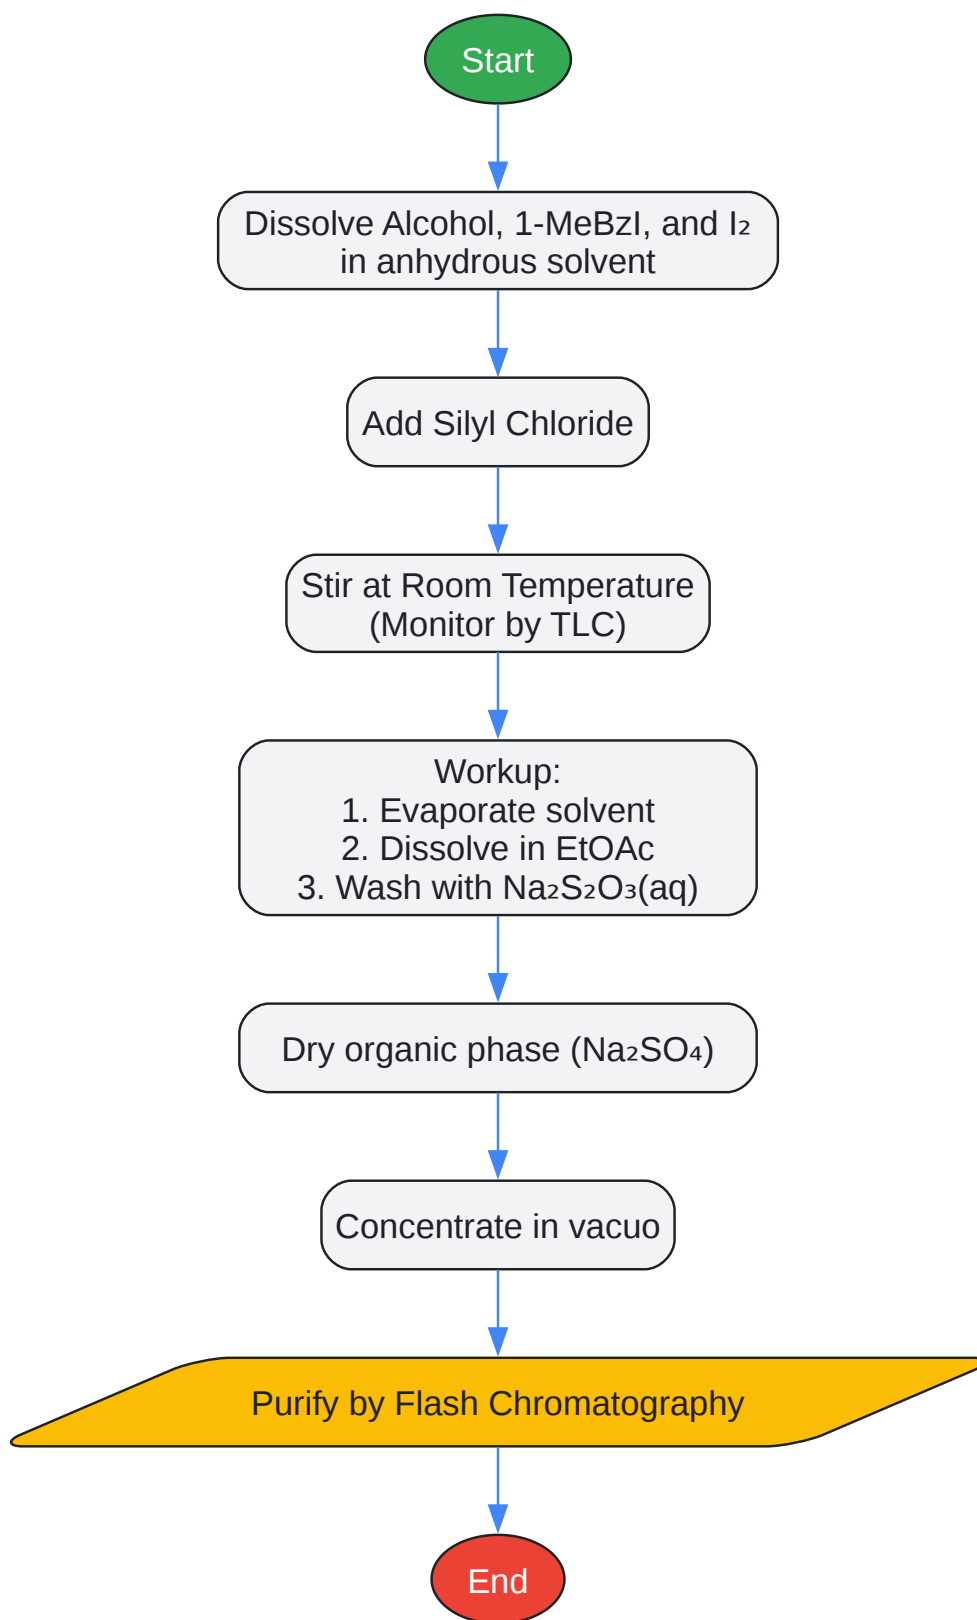 Start
Dissolve Alcohol, 1-MeBzI, and I₂
in anhydrous solvent
Add Silyl Chloride
Stir at Room Temperature
(Monitor by TLC)
Workup:
1. Evaporate solvent
2. Dissolve in EtOAc
3. Wash with Na₂S₂O₃(aq)
Dry organic phase (Na₂SO₄)
Concentrate in vacuo
Purify by Flash Chromatography
End